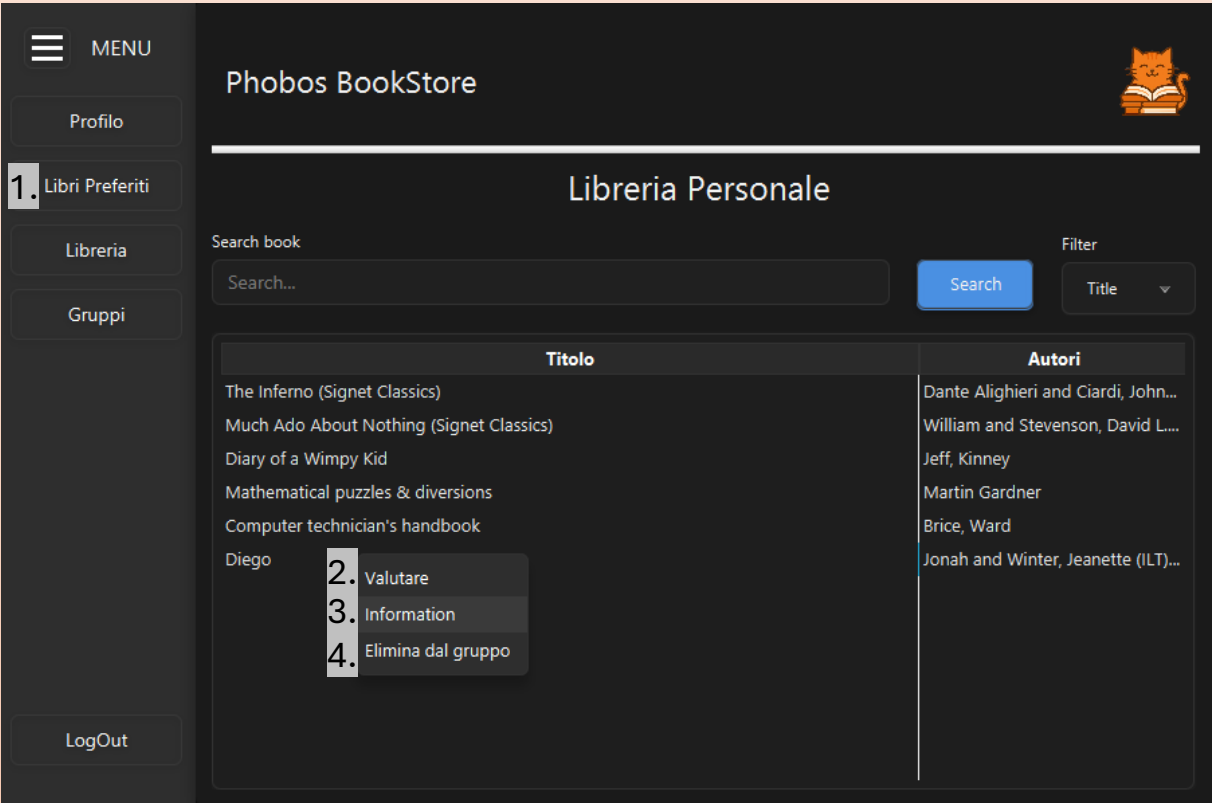 MENU
Phobos BookStore
Profilo
1. Libri Preferiti
Libreria Personale
Libreria
Search book
Filter
Search...
Search
Title
Gruppi
Titolo
Autori
The Inferno (Signet Classics)
Dante Alighieri and Ciardi, John...
Much Ado About Nothing (Signet Classics)
William and Stevenson, David L....
Diary of a Wimpy Kid
Jeff, Kinney
Mathematical puzzles & diversions
Martin Gardner
Computer technician's handbook
Brice, Ward
Diego
Jonah and Winter, Jeanette (ILT)...
2. Valutare
3. Information
4. Elimina dal gruppo
LogOut